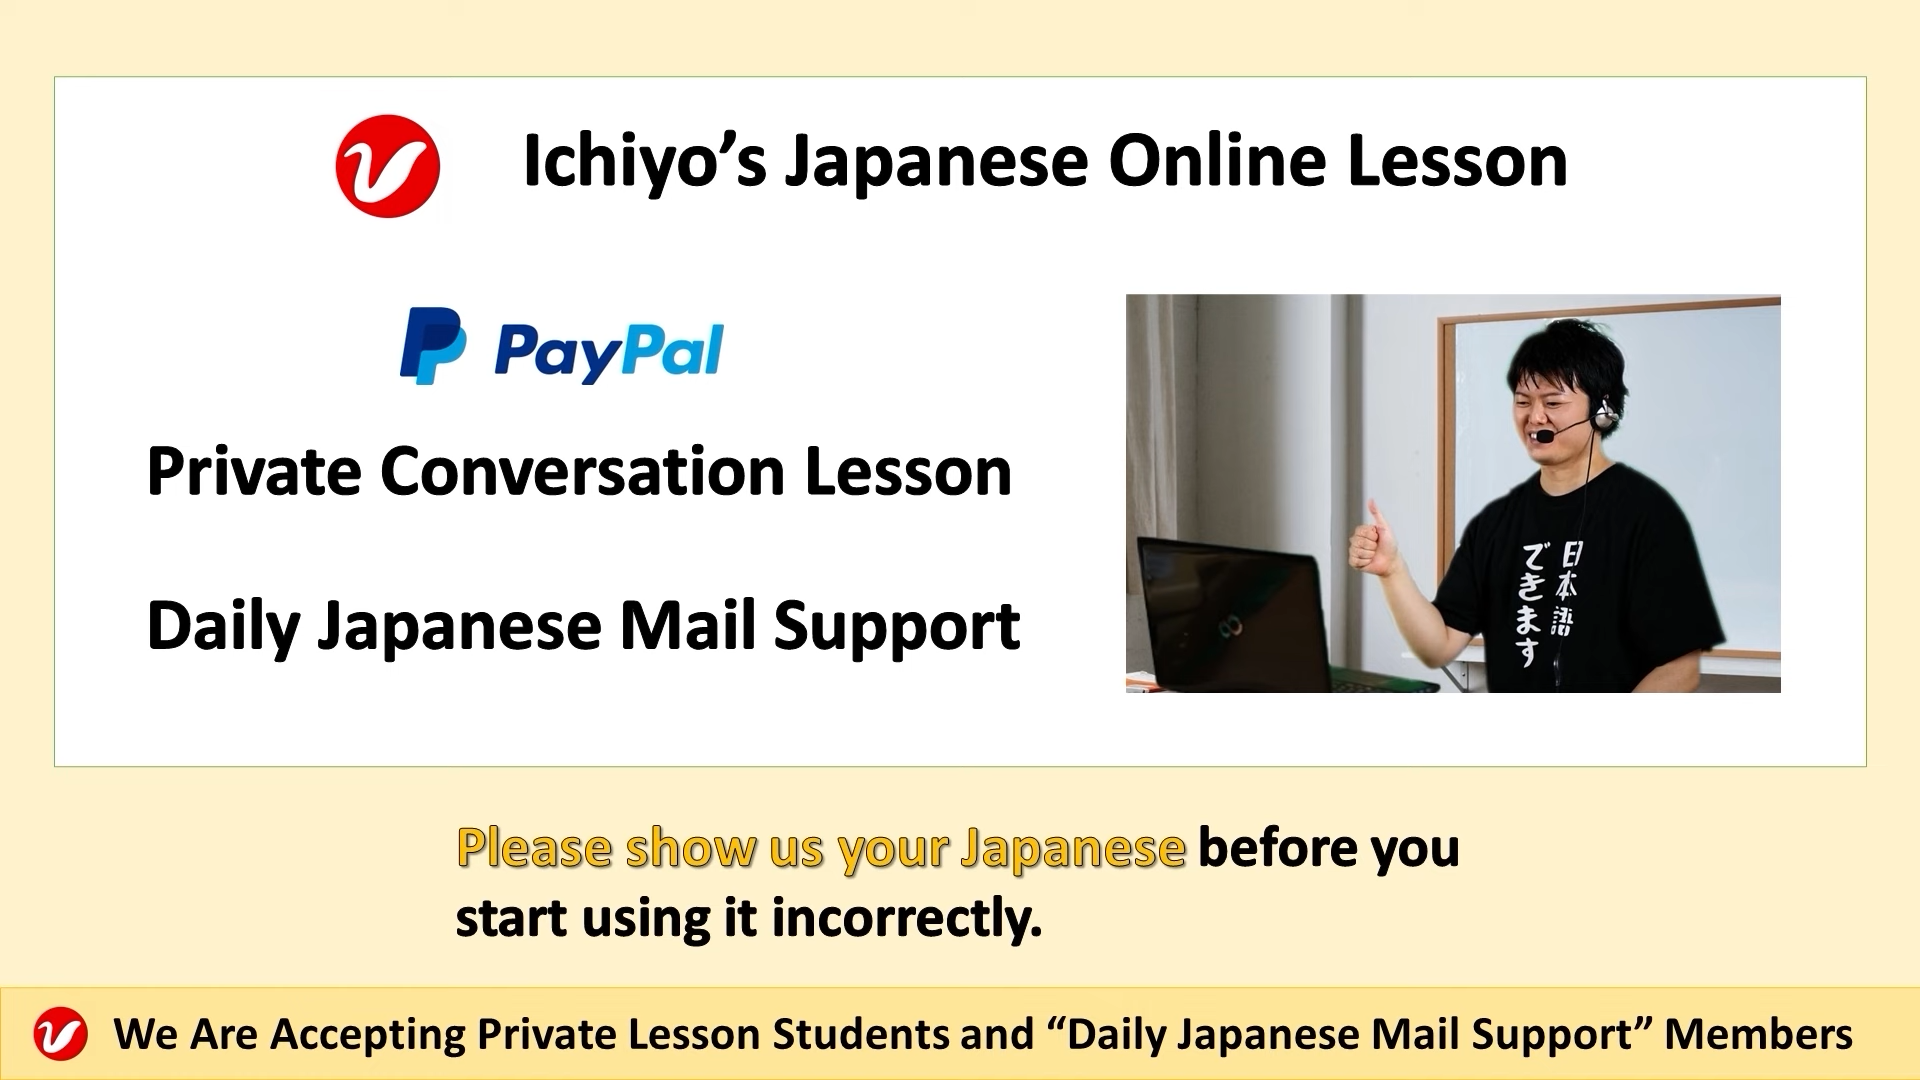 Ichiyo’s Japanese Online Lesson
PayPal
Private Conversation Lesson
Daily Japanese Mail Support
日本語
できます
Please show us your Japanese before you
start using it incorrectly.
We Are Accepting Private Lesson Students and “Daily Japanese Mail Support” Members